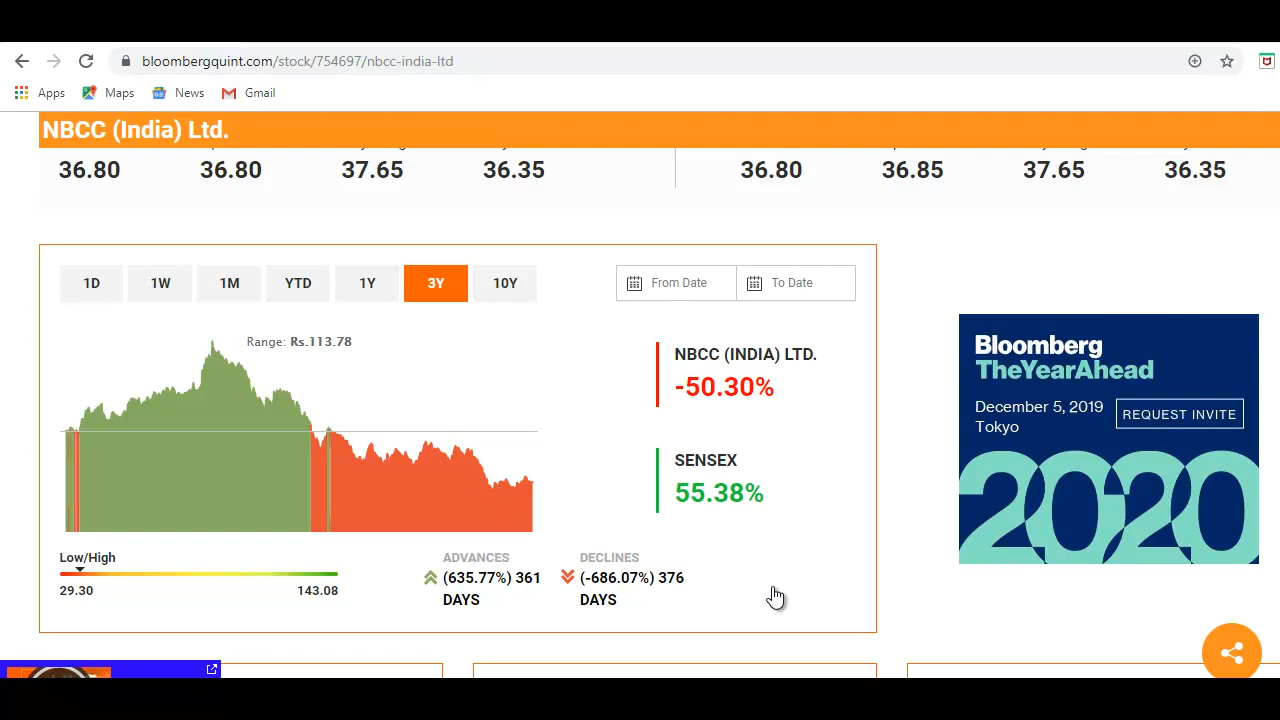 bloombergquint.com/stock/754697/nbcc-india-ltd
Apps Maps News Gmail
NBCC (India) Ltd.
36.80 36.80 37.65 36.35 36.80 36.85 37.65 36.35
1D 1W 1M YTD 1Y 3Y 10Y From Date To Date
Range: Rs.113.78
NBCC (INDIA) LTD.
-50.30%
SENSEX
55.38%
Low/High
29.30 143.08
ADVANCES
(635.77%) 361
DAYS
DECLINES
(-686.07%) 376
DAYS
Bloomberg
TheYearAhead
December 5, 2019
Tokyo
REQUEST INVITE
2020